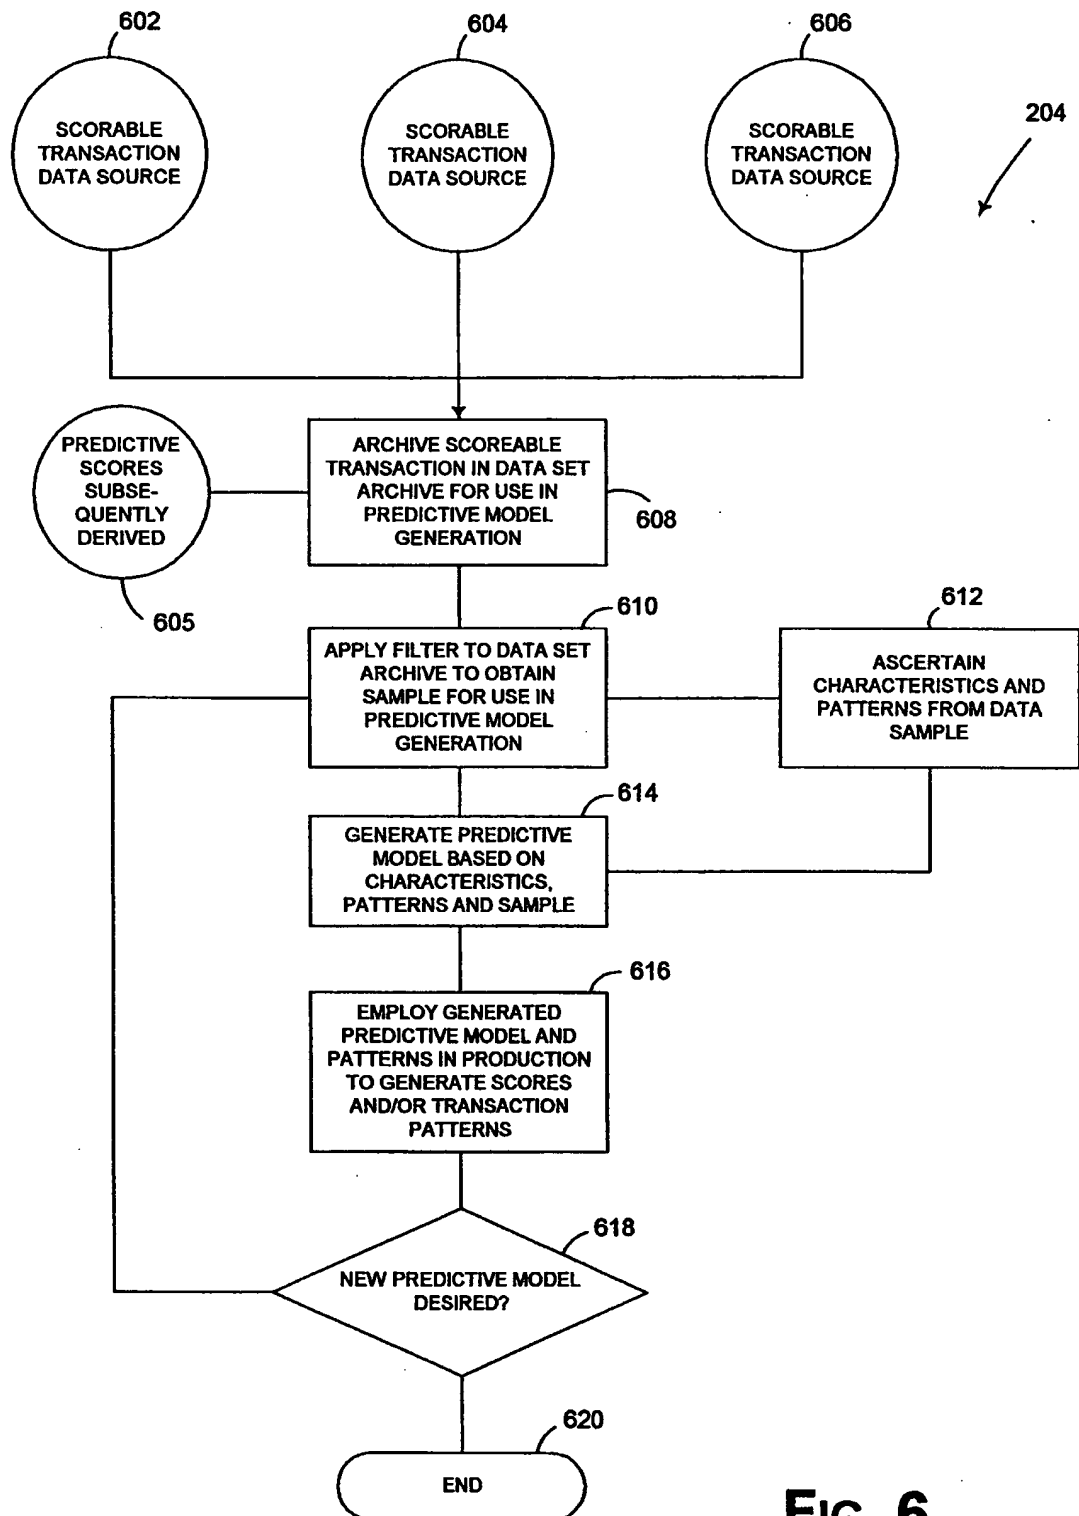 602
604
606
204
SCORABLE
TRANSACTION
DATA SOURCE
SCORABLE
TRANSACTION
DATA SOURCE
SCORABLE
TRANSACTION
DATA SOURCE
PREDICTIVE
SCORES
SUBSE-
QUENTLY
DERIVED
605
ARCHIVE SCOREABLE
TRANSACTION IN DATA SET
ARCHIVE FOR USE IN
PREDICTIVE MODEL
GENERATION
608
610
APPLY FILTER TO DATA SET
ARCHIVE TO OBTAIN
SAMPLE FOR USE IN
PREDICTIVE MODEL
GENERATION
612
ASCERTAIN
CHARACTERISTICS AND
PATTERNS FROM DATA
SAMPLE
614
GENERATE PREDICTIVE
MODEL BASED ON
CHARACTERISTICS,
PATTERNS AND SAMPLE
616
EMPLOY GENERATED
PREDICTIVE MODEL AND
PATTERNS IN PRODUCTION
TO GENERATE SCORES
AND/OR TRANSACTION
PATTERNS
618
NEW PREDICTIVE MODEL
DESIRED?
620
END
FIG. 6